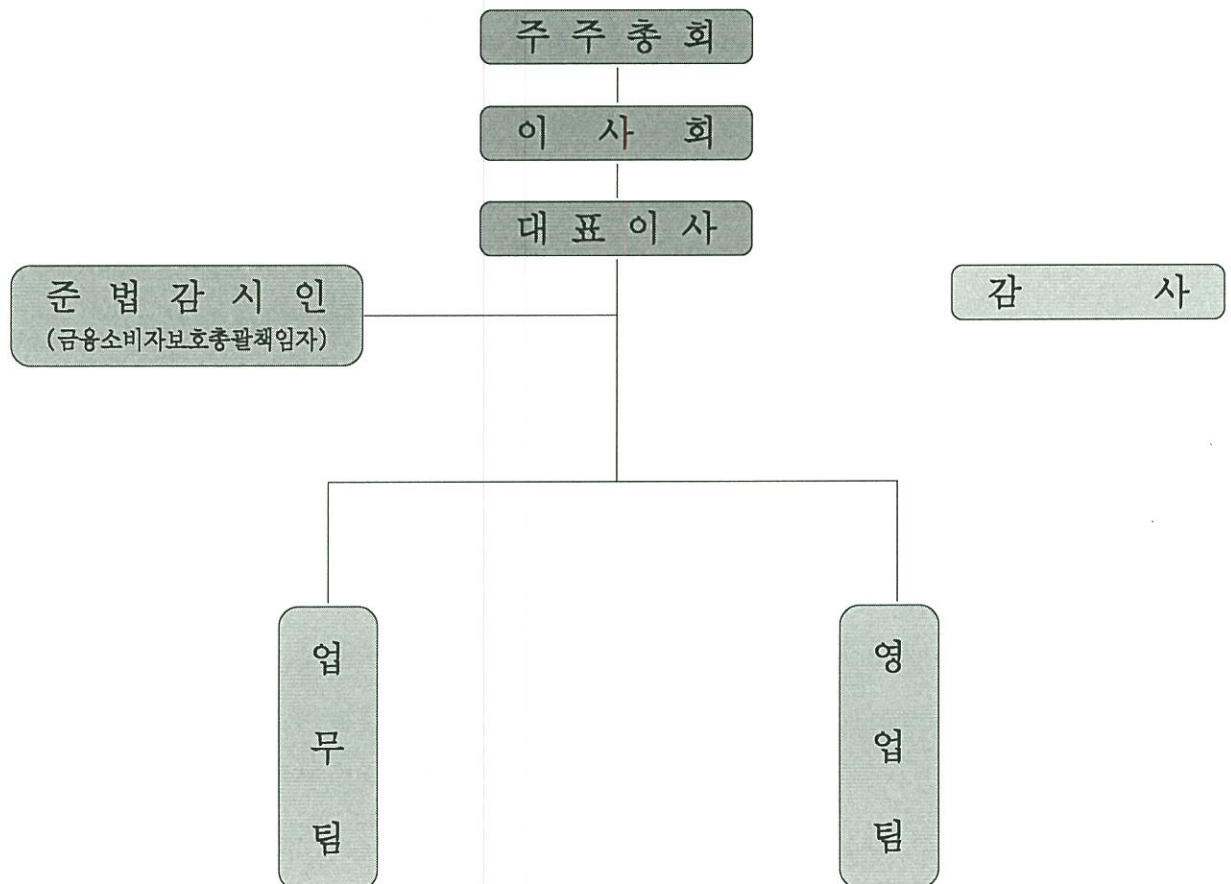 주 주 총 회
이 사 회
대 표 이 사
준 법 감 시 인
(금융소비자보호총괄책임자)
감 사
업
무
팀
영
업
팀